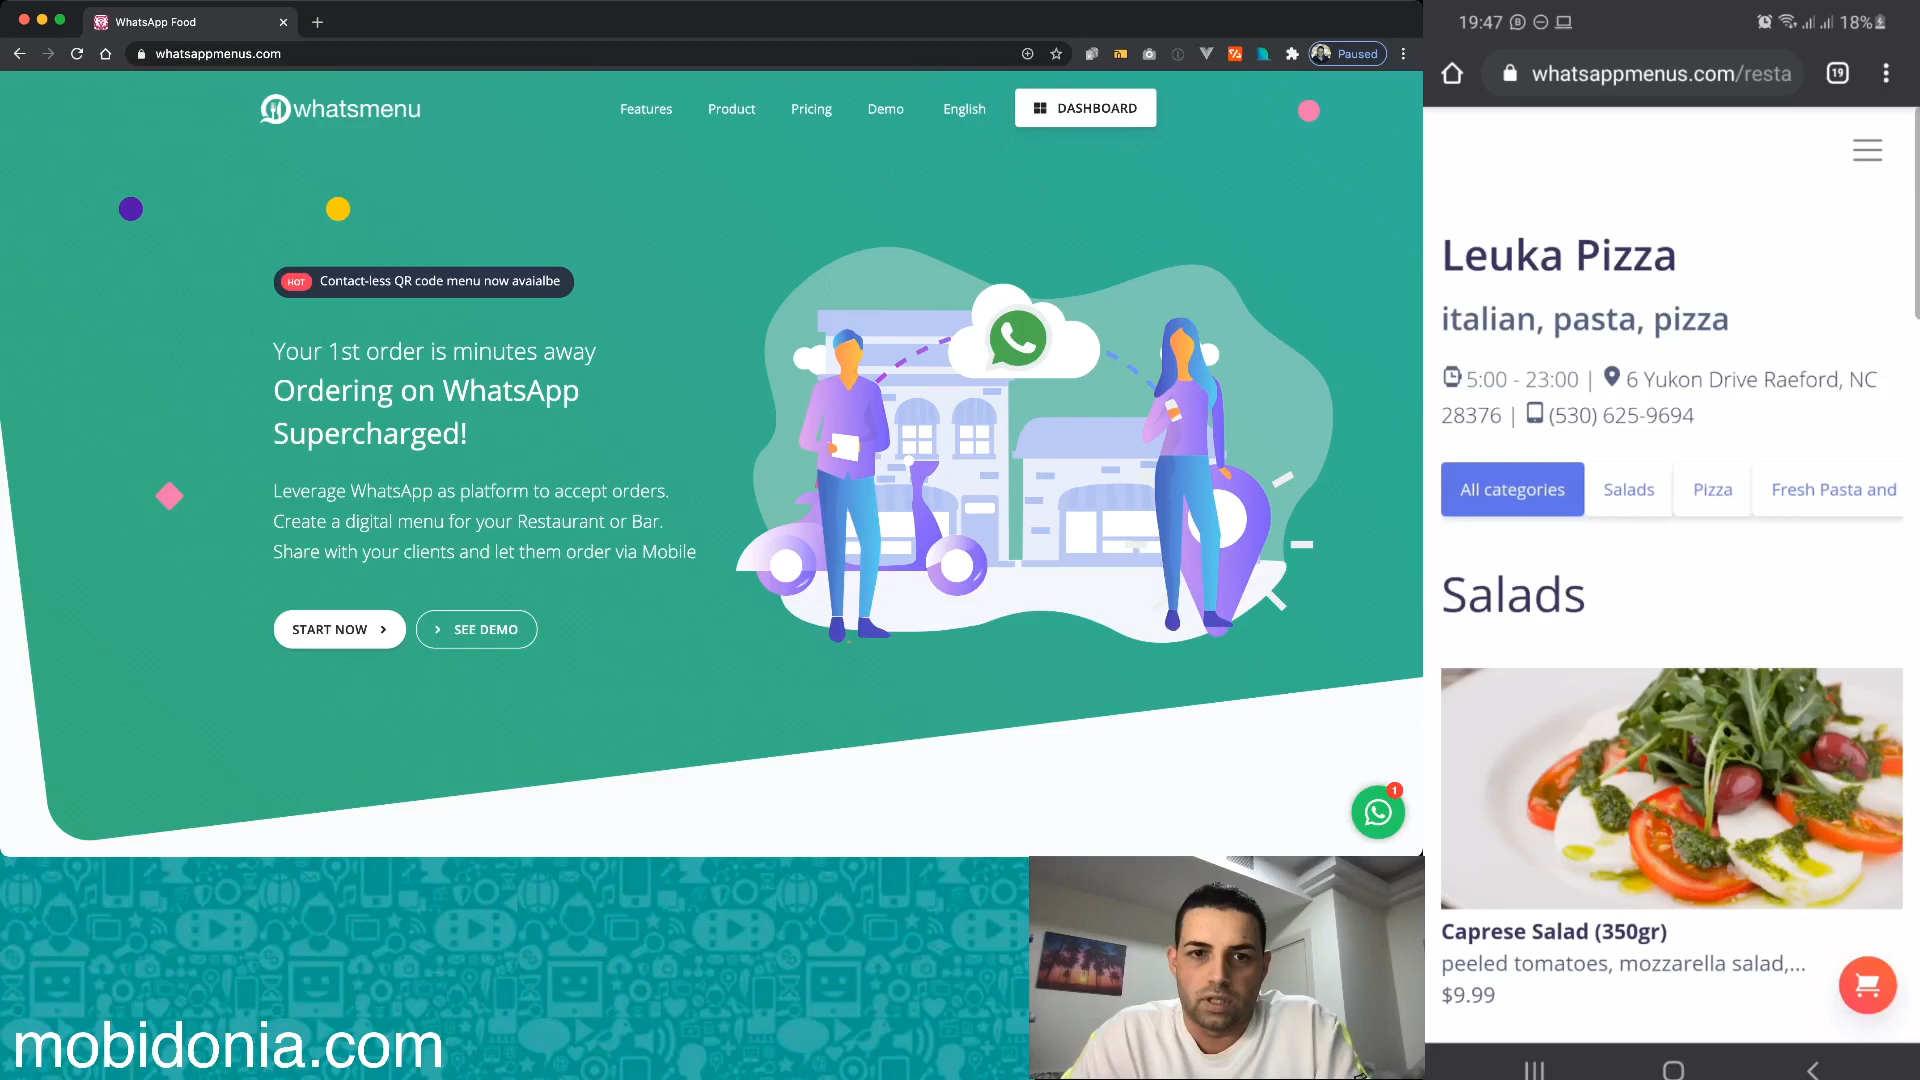 WhatsApp Food
whatsappmenus.com
Paused
whatsmenu
Features
Product
Pricing
Demo
English
DASHBOARD
HOT Contact-less QR code menu now avaialbe
Your 1st order is minutes away
Ordering on WhatsApp
Supercharged!
Leverage WhatsApp as platform to accept orders.
Create a digital menu for your Restaurant or Bar.
Share with your clients and let them order via Mobile
START NOW
SEE DEMO
1
mobidonia.com
19:47
18%
whatsappmenus.com/resta
19
Leuka Pizza
italian, pasta, pizza
5:00 - 23:00 | 6 Yukon Drive Raeford, NC
28376 | (530) 625-9694
All categories
Salads
Pizza
Fresh Pasta and
Salads
Caprese Salad (350gr)
peeled tomatoes, mozzarella salad,...
$9.99